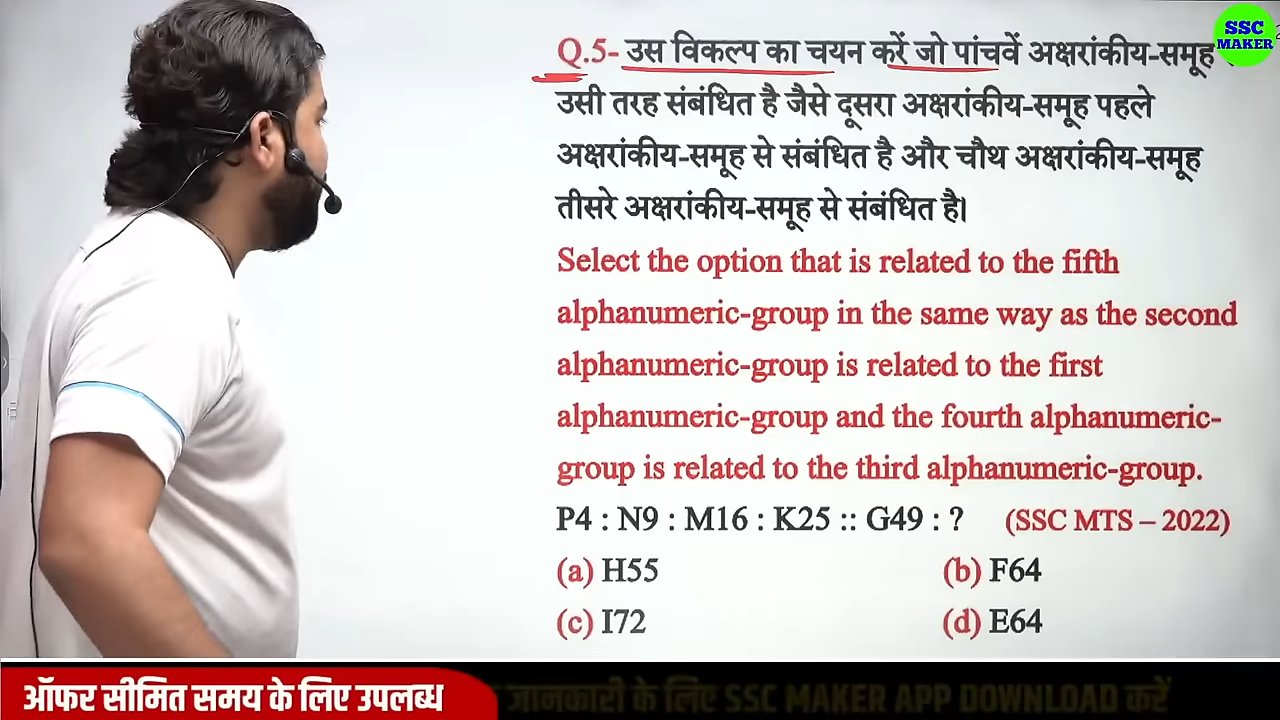 SSC
MAKER
Q.5- उस विकल्प का चयन करें जो पांचवें अक्षरांकीय-समूह
उसी तरह संबंधित है जैसे दूसरा अक्षरांकीय-समूह पहले
अक्षरांकीय-समूह से संबंधित है और चौथ अक्षरांकीय-समूह
तीसरे अक्षरांकीय-समूह से संबंधित है।
Select the option that is related to the fifth
alphanumeric-group in the same way as the second
alphanumeric-group is related to the first
alphanumeric-group and the fourth alphanumeric-
group is related to the third alphanumeric-group.
P4 : N9 : M16 : K25 :: G49 : ? (SSC MTS – 2022)
(a) H55 (b) F64
(c) I72 (d) E64
ऑफर सीमित समय के लिए उपलब्ध
जानकारी के लिए SSC MAKER APP DOWNLOAD करें